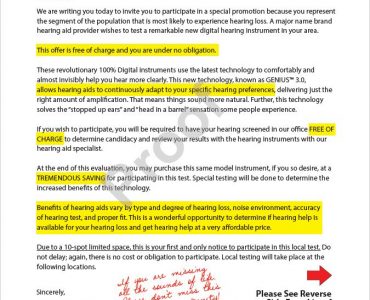 We are writing you today to invite you to participate in a special promotion because you represent
the segment of the population that is most likely to experience hearing loss. A major name brand
hearing aid provider wishes to test a remarkable new digital hearing instrument in your area.
This offer is free of charge and you are under no obligation.
These revolutionary 100% Digital instruments use the latest technology to comfortably and
almost invisibly help you hear more clearly. This new technology, known as GENIUS™ 3.0,
allows hearing aids to continuously adapt to your specific hearing preferences, delivering just the
right amount of amplification. That means things sound more natural. Further, this technology
solves the "stopped up ears" and "head in a barrel" sensation some people experience.
If you wish to participate, you will be required to have your hearing screened in our office FREE OF
CHARGE to determine candidacy and review your results with the hearing instruments with our
hearing aid specialist.
At the end of this evaluation, you may purchase this same model instrument, if you so desire, at a
TREMENDOUS SAVING for participating in this test. Special testing will be done to determine the
increased benefits of this technology.
Benefits of hearing aids vary by type and degree of hearing loss, noise environment, accuracy
of hearing test, and proper fit. This is a wonderful opportunity to determine if hearing help is
available for your hearing loss and get hearing help at a very affordable price.
Due to a 10-spot limited space, this is your first and only notice to participate in this local test. Do
not delay; again, there is no cost or obligation to participate. Local testing will take place at the
following locations.
Sincerely,
If you are missing
all the sounds of life
don't miss this
Please See Reverse
Proof